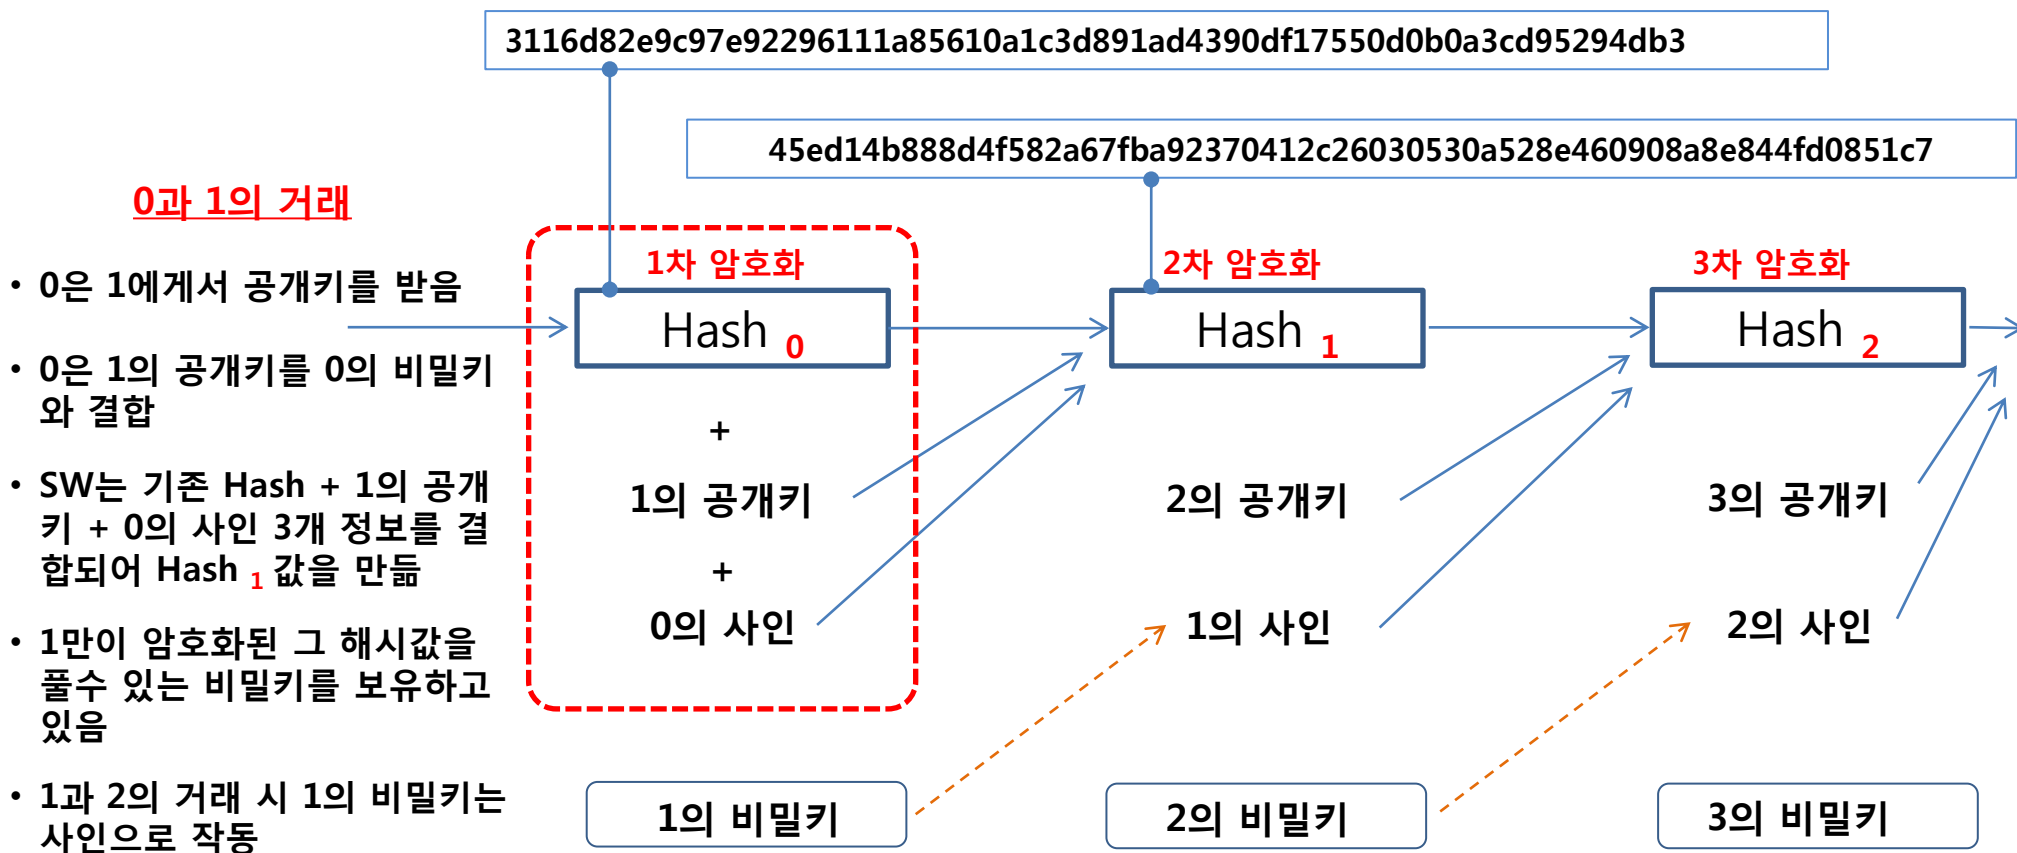 3116d82e9c97e92296111a85610a1c3d891ad4390df17550d0b0a3cd95294db3
45ed14b888d4f582a67fba92370412c26030530a528e460908a8e844fd0851c7
0과 1의 거래
• 0은 1에게서 공개키를 받음
• 0은 1의 공개키를 0의 비밀키
와 결합
• SW는 기존 Hash + 1의 공개
키 + 0의 사인 3개 정보를 결
합되어 Hash 1 값을 만듦
• 1만이 암호화된 그 해시값을
풀수 있는 비밀키를 보유하고
있음
• 1과 2의 거래 시 1의 비밀키는
사인으로 작동
1차 암호화
Hash 0
+
1의 공개키
+
0의 사인
1의 비밀키
2차 암호화
Hash 1
2의 공개키
1의 사인
2의 비밀키
3차 암호화
Hash 2
3의 공개키
2의 사인
3의 비밀키